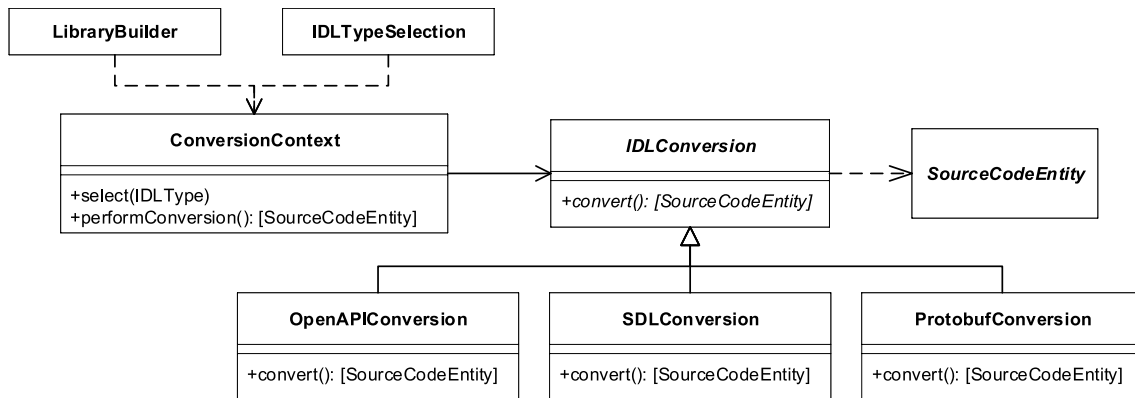 LibraryBuilder
IDLTypeSelection
ConversionContext
+select(IDLType)
+performConversion(): [SourceCodeEntity]
IDLConversion
+convert(): [SourceCodeEntity]
SourceCodeEntity
OpenAPIConversion
+convert(): [SourceCodeEntity]
SDLConversion
+convert(): [SourceCodeEntity]
ProtobufConversion
+convert(): [SourceCodeEntity]